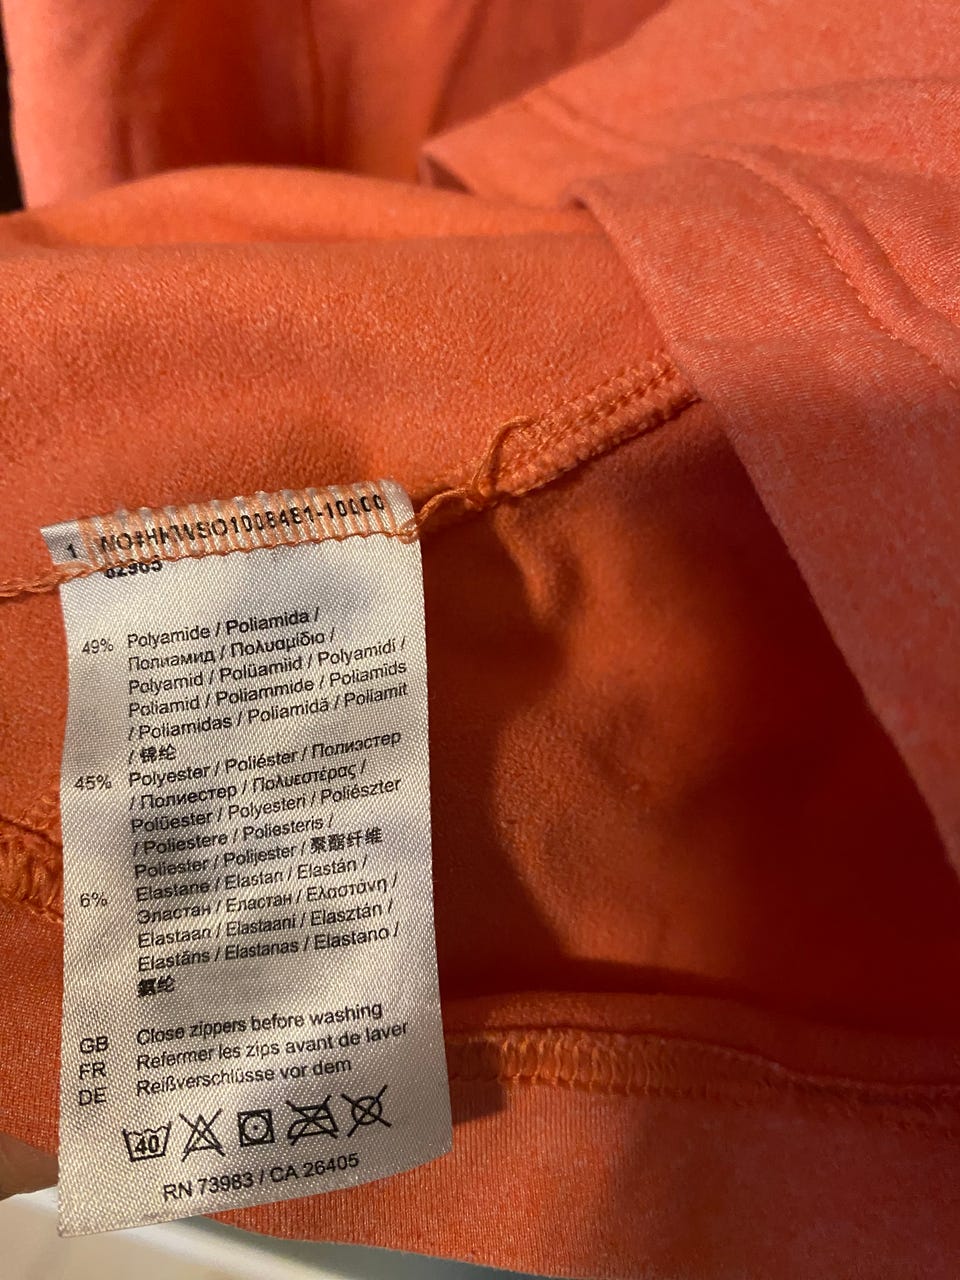 1 NO#HKWSO1008481-10000
82965
49% Polyamide / Poliamida /
Полиамид / Πολυαμίδιο /
Polyamid / Polüamiid / Polyamidi /
Poliamid / Poliammide / Poliamīds
/ Poliamidas / Poliamidă / Poliamit
/ 锦纶
45% Polyester / Poliéster / Полиэстер
/ Полиестер / Πολυεστέρας /
Polüester / Polyesteri / Poliészter
/ Poliestere / Poliesteris /
Poliester / Polijester / 聚酯纤维
6% Elastane / Elastan / Elastán /
Эластан / Еластан / Ελαστάνη /
Elastaan / Elastaani / Elasztán /
Elastāns / Elastanas / Elastano /
氨纶
GB Close zippers before washing
FR Refermer les zips avant de laver
DE Reißverschlüsse vor dem
40
RN 73983 / CA 26405